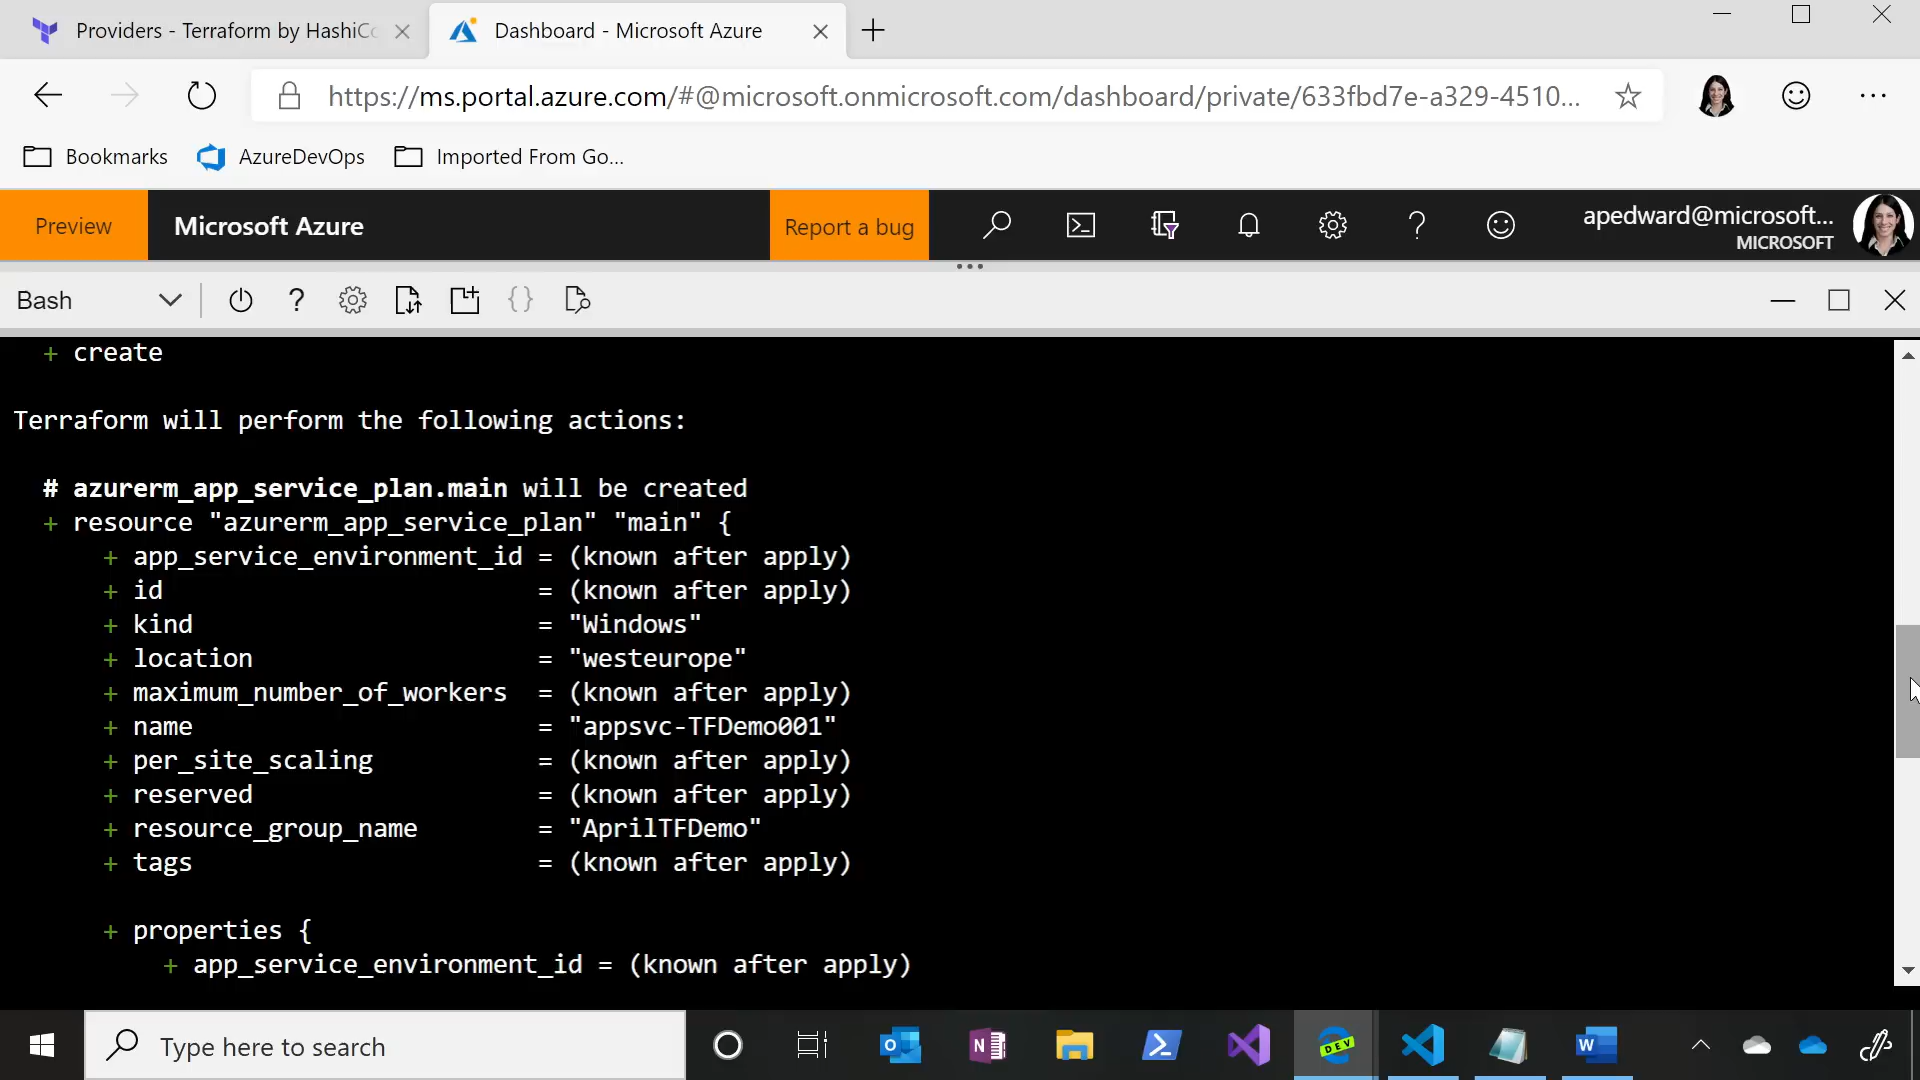 Providers - Terraform by HashiCo
Dashboard - Microsoft Azure
https://ms.portal.azure.com/#@microsoft.onmicrosoft.com/dashboard/private/633fbd7e-a329-4510...
Bookmarks
AzureDevOps
Imported From Go...
Preview
Microsoft Azure
Report a bug
apedward@microsoft...
MICROSOFT
Bash
+ create
Terraform will perform the following actions:
# azurerm_app_service_plan.main will be created
+ resource "azurerm_app_service_plan" "main" {
+ app_service_environment_id = (known after apply)
+ id = (known after apply)
+ kind = "Windows"
+ location = "westeurope"
+ maximum_number_of_workers = (known after apply)
+ name = "appsvc-TFDemo001"
+ per_site_scaling = (known after apply)
+ reserved = (known after apply)
+ resource_group_name = "AprilTFDemo"
+ tags = (known after apply)
+ properties {
+ app_service_environment_id = (known after apply)
Type here to search
DEV